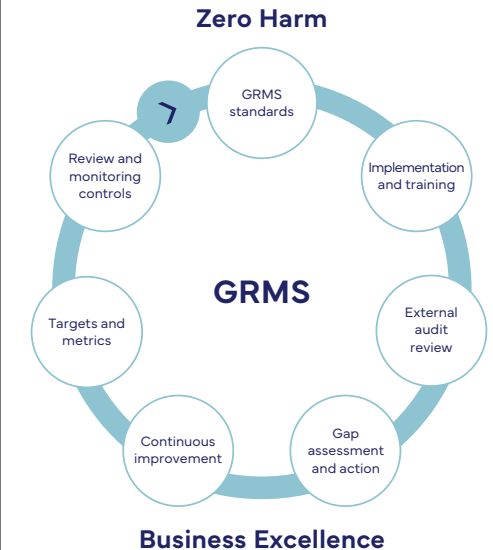 Zero Harm
GRMS
standards
Implementation
and training
External
audit
review
Gap
assessment
and action
Continuous
improvement
Targets and
metrics
Review and
monitoring
controls
GRMS
Business Excellence